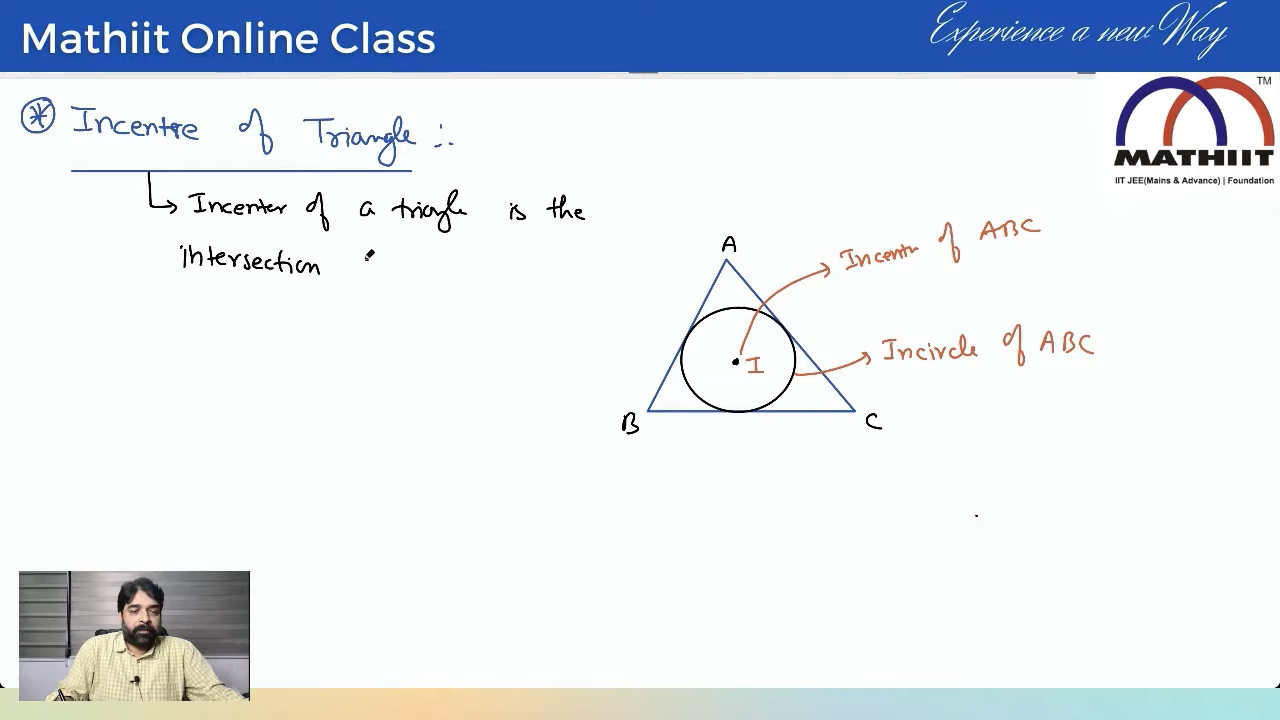 Mathiit Online Class
Experience a new Way
TM
MATHIIT
IIT JEE(Mains & Advance) | Foundation
* Incentre of Triangle :-
Incenter of a triangle is the
intersection
A
Incentr of ABC
I
Incircle of ABC
B
C